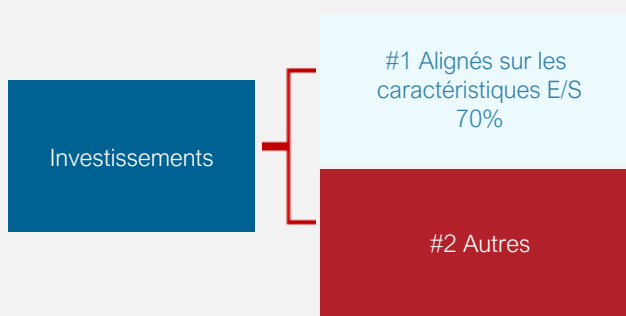 Investissements
#1 Alignés sur les
caractéristiques E/S
70%
#2 Autres